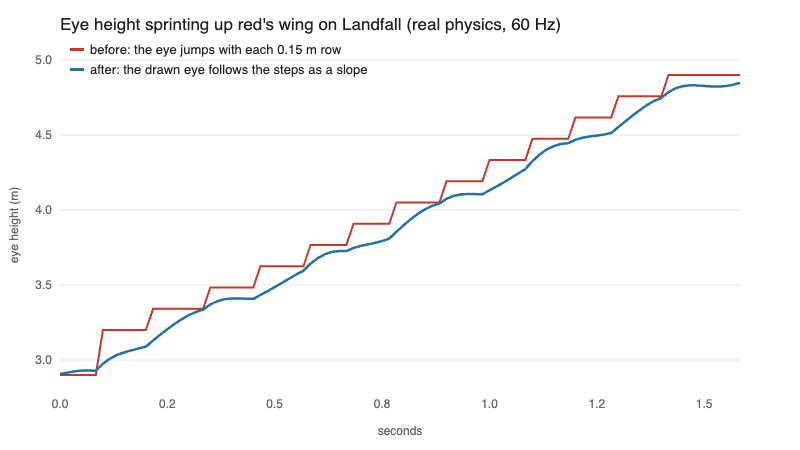 Eye height sprinting up red's wing on Landfall (real physics, 60 Hz)
before: the eye jumps with each 0.15 m row
after: the drawn eye follows the steps as a slope
5.0
4.5
4.0
3.5
3.0
eye height (m)
0.0 0.2 0.5 0.8 1.0 1.2 1.5
seconds